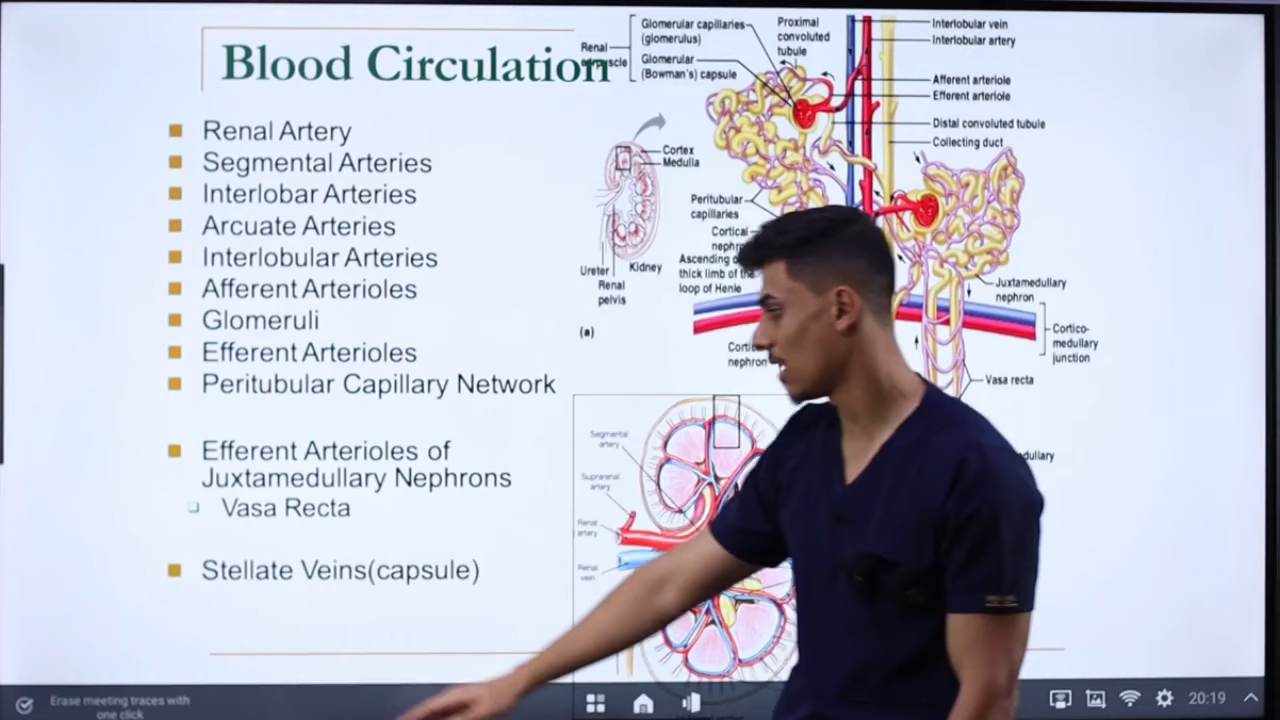 Blood Circulation
Renal Artery
Segmental Arteries
Interlobar Arteries
Arcuate Arteries
Interlobular Arteries
Afferent Arterioles
Glomeruli
Efferent Arterioles
Peritubular Capillary Network
Efferent Arterioles of
Juxtamedullary Nephrons
Vasa Recta
Stellate Veins(capsule)
Renal
Glomerular capillaries
(glomerulus)
Glomerular
(Bowman's) capsule
Proximal
convoluted
tubule
Interlobular vein
Interlobular artery
Afferent arteriole
Efferent arteriole
Distal convoluted tubule
Collecting duct
Cortex
Medulla
Peritubular
capillaries
Cortical
Ascending
thick limb of the
loop of Henle
Ureter
Kidney
Renal
pelvis
(a)
nephron
Juxtamedullary
nephron
Cortico-
medullary
junction
Vasa recta
Segmental
artery
Suprarenal
artery
Renal
artery
Renal
vein
Erase meeting traces with
one click
20:19